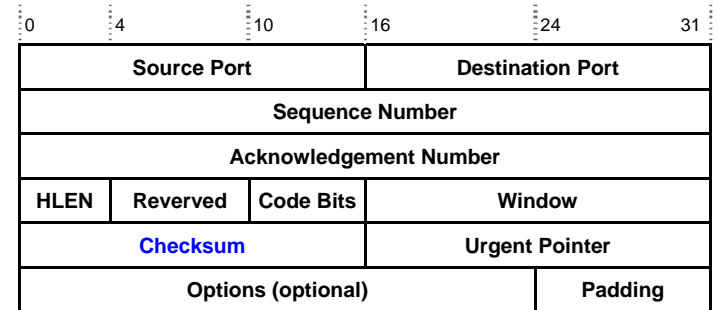 0 4 10 16 24 31
Source Port Destination Port
Sequence Number
Acknowledgement Number
HLEN Reverved Code Bits Window
Checksum Urgent Pointer
Options (optional) Padding